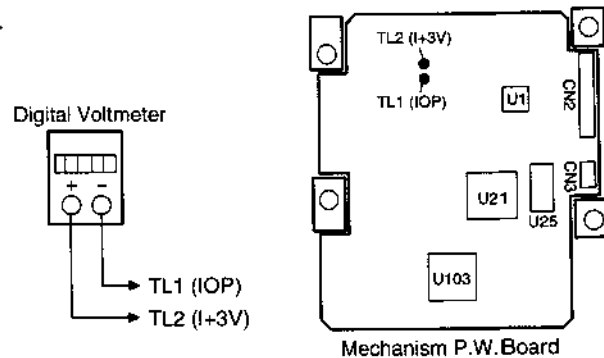 Digital Voltmeter
+ −
TL1 (IOP)
TL2 (I+3V)
TL2 (I+3V)
TL1 (IOP)
U1
CN2
CN3
U21
U25
U103
Mechanism P.W.Board